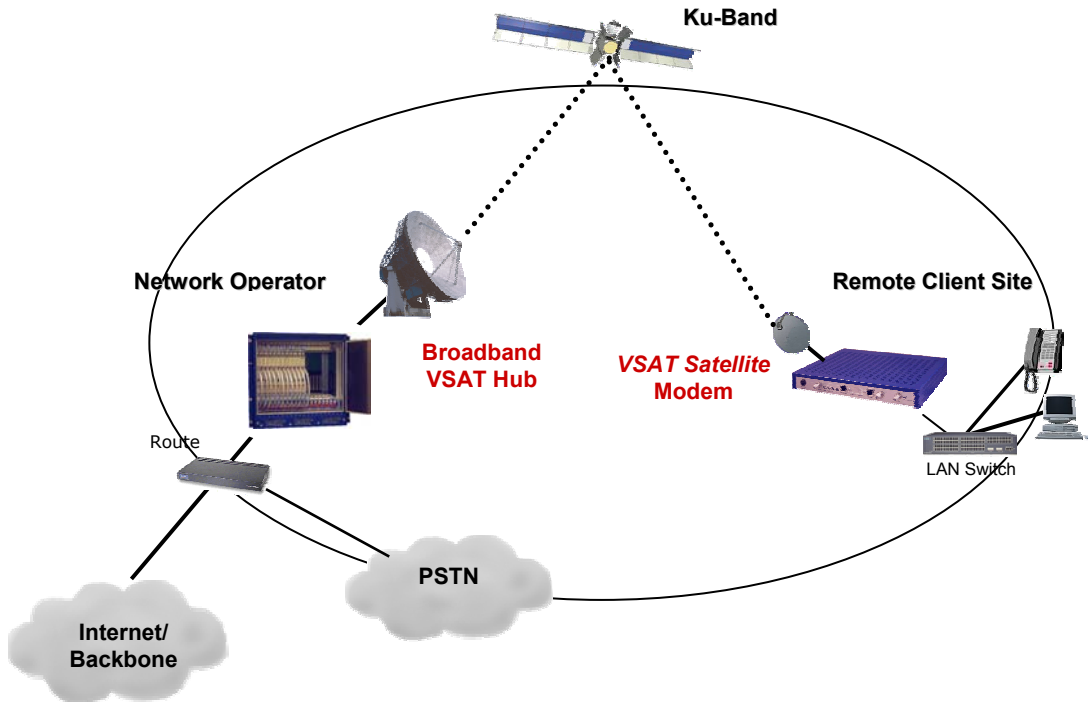 Ku-Band
Network Operator
Remote Client Site
Broadband
VSAT Hub
VSAT Satellite
Modem
Route
LAN Switch
PSTN
Internet/
Backbone